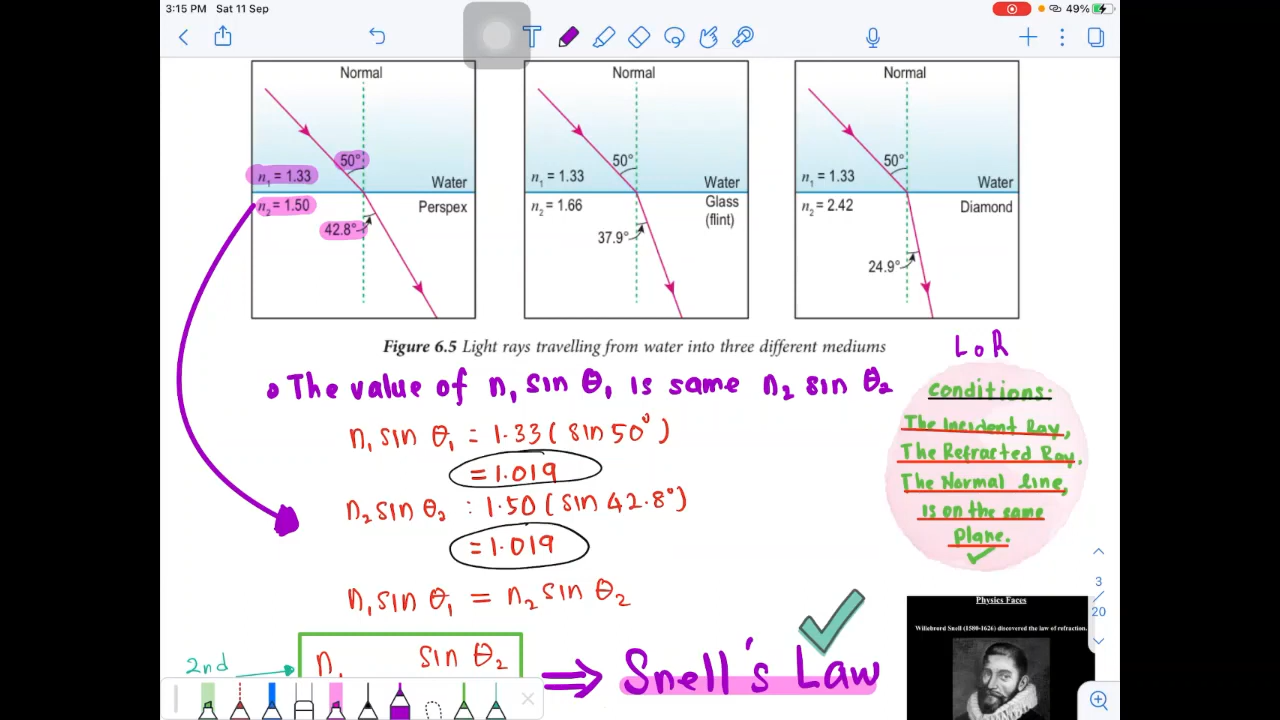 3:15 PM Sat 11 Sep
49%
T
Normal
50°
n1 = 1.33
Water
n2 = 1.50
Perspex
42.8°
Normal
50°
n1 = 1.33
Water
n2 = 1.66
Glass
(flint)
37.9°
Normal
50°
n1 = 1.33
Water
n2 = 2.42
Diamond
24.9°
Figure 6.5 Light rays travelling from water into three different mediums
• The value of n1 sin θ1 is same n2 sin θ2
n1 sin θ1 = 1.33 ( sin 50° )
= 1.019
n2 sin θ2 : 1.50 ( sin 42.8° )
= 1.019
n1 sin θ1 = n2 sin θ2
2nd
n1 sin θ2
⇒ Snell's Law
LoR
Conditions:
The Incident Ray,
The Refracted Ray.
The Normal line,
is on the same
plane.
3
20
Physics Faces
Willebrord Snell (1580-1626) discovered the law of refraction.